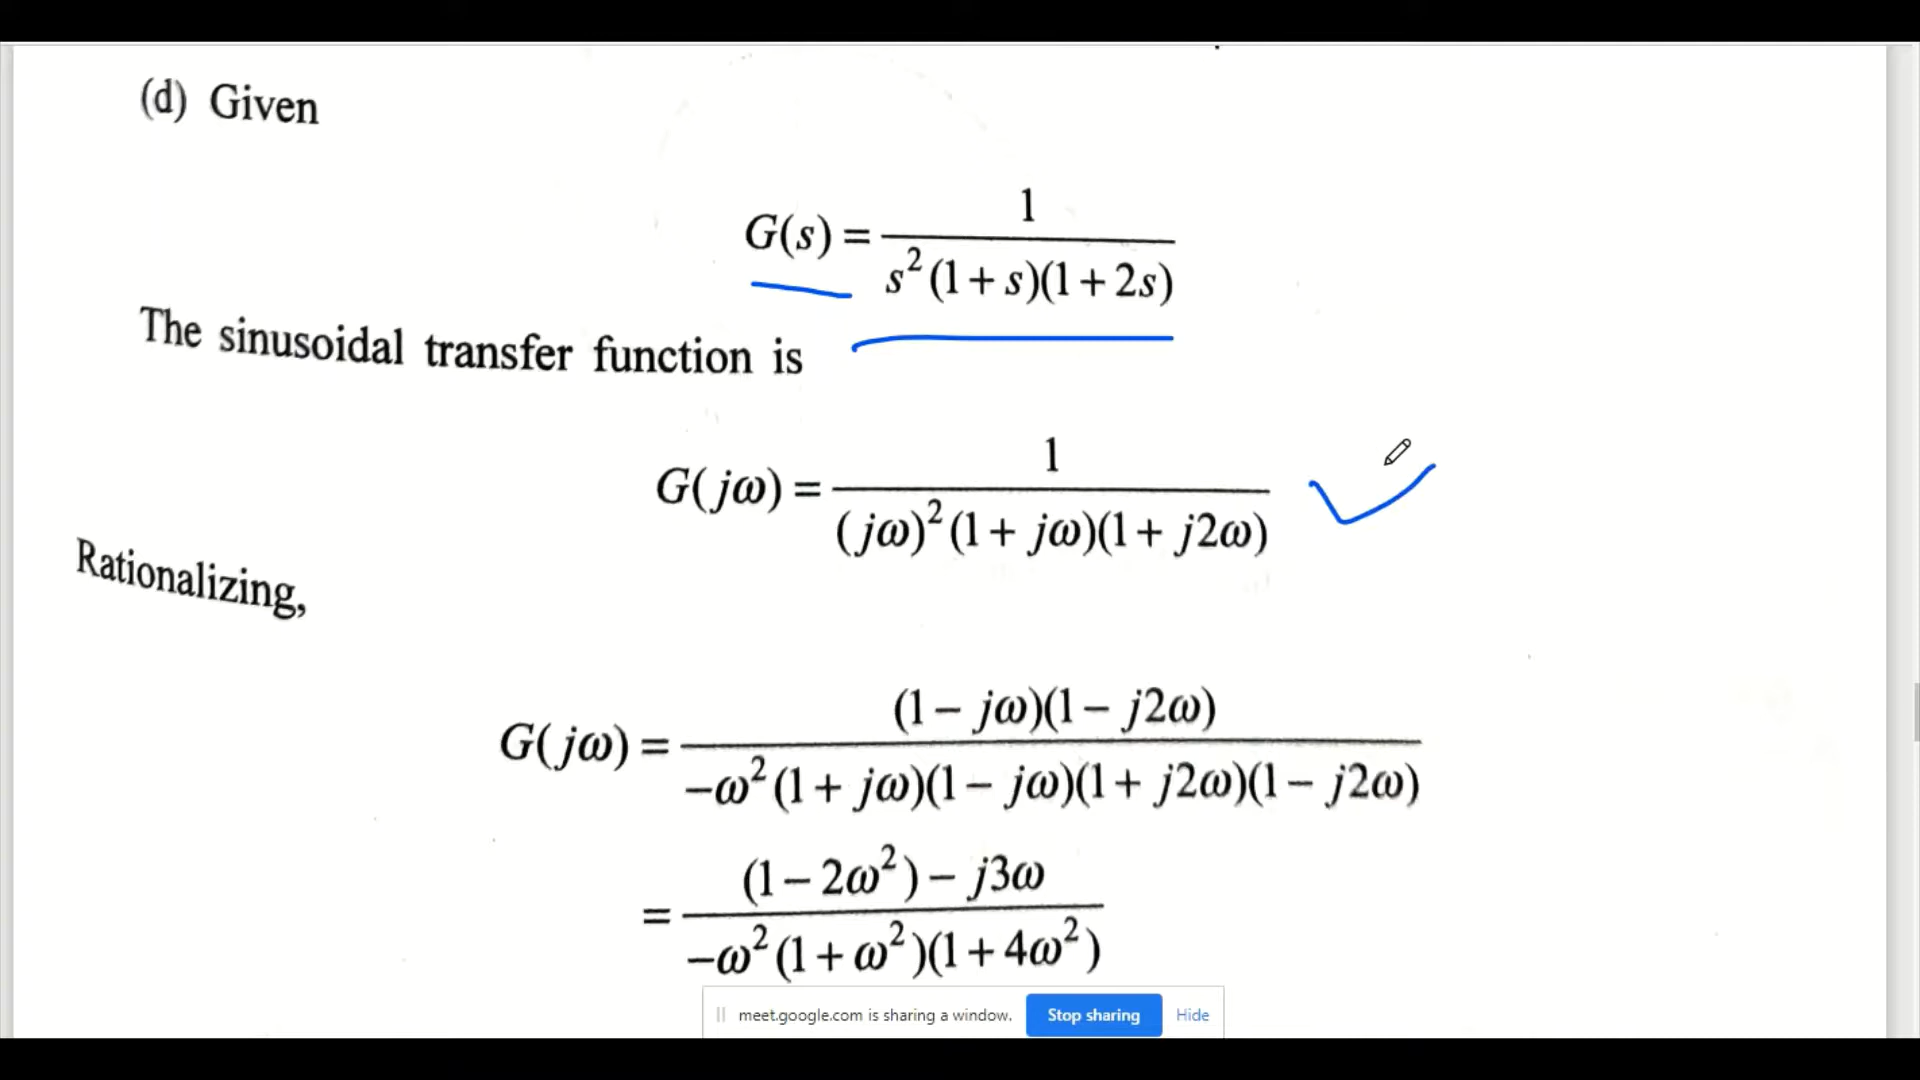 (d) Given
G(s) = 1 / s²(1 + s)(1 + 2s)
The sinusoidal transfer function is
G(jω) = 1 / (jω)²(1 + jω)(1 + j2ω)
Rationalizing,
G(jω) = (1 − jω)(1 − j2ω) / −ω²(1 + jω)(1 − jω)(1 + j2ω)(1 − j2ω)
= (1 − 2ω²) − j3ω / −ω²(1 + ω²)(1 + 4ω²)
meet.google.com is sharing a window. Stop sharing Hide